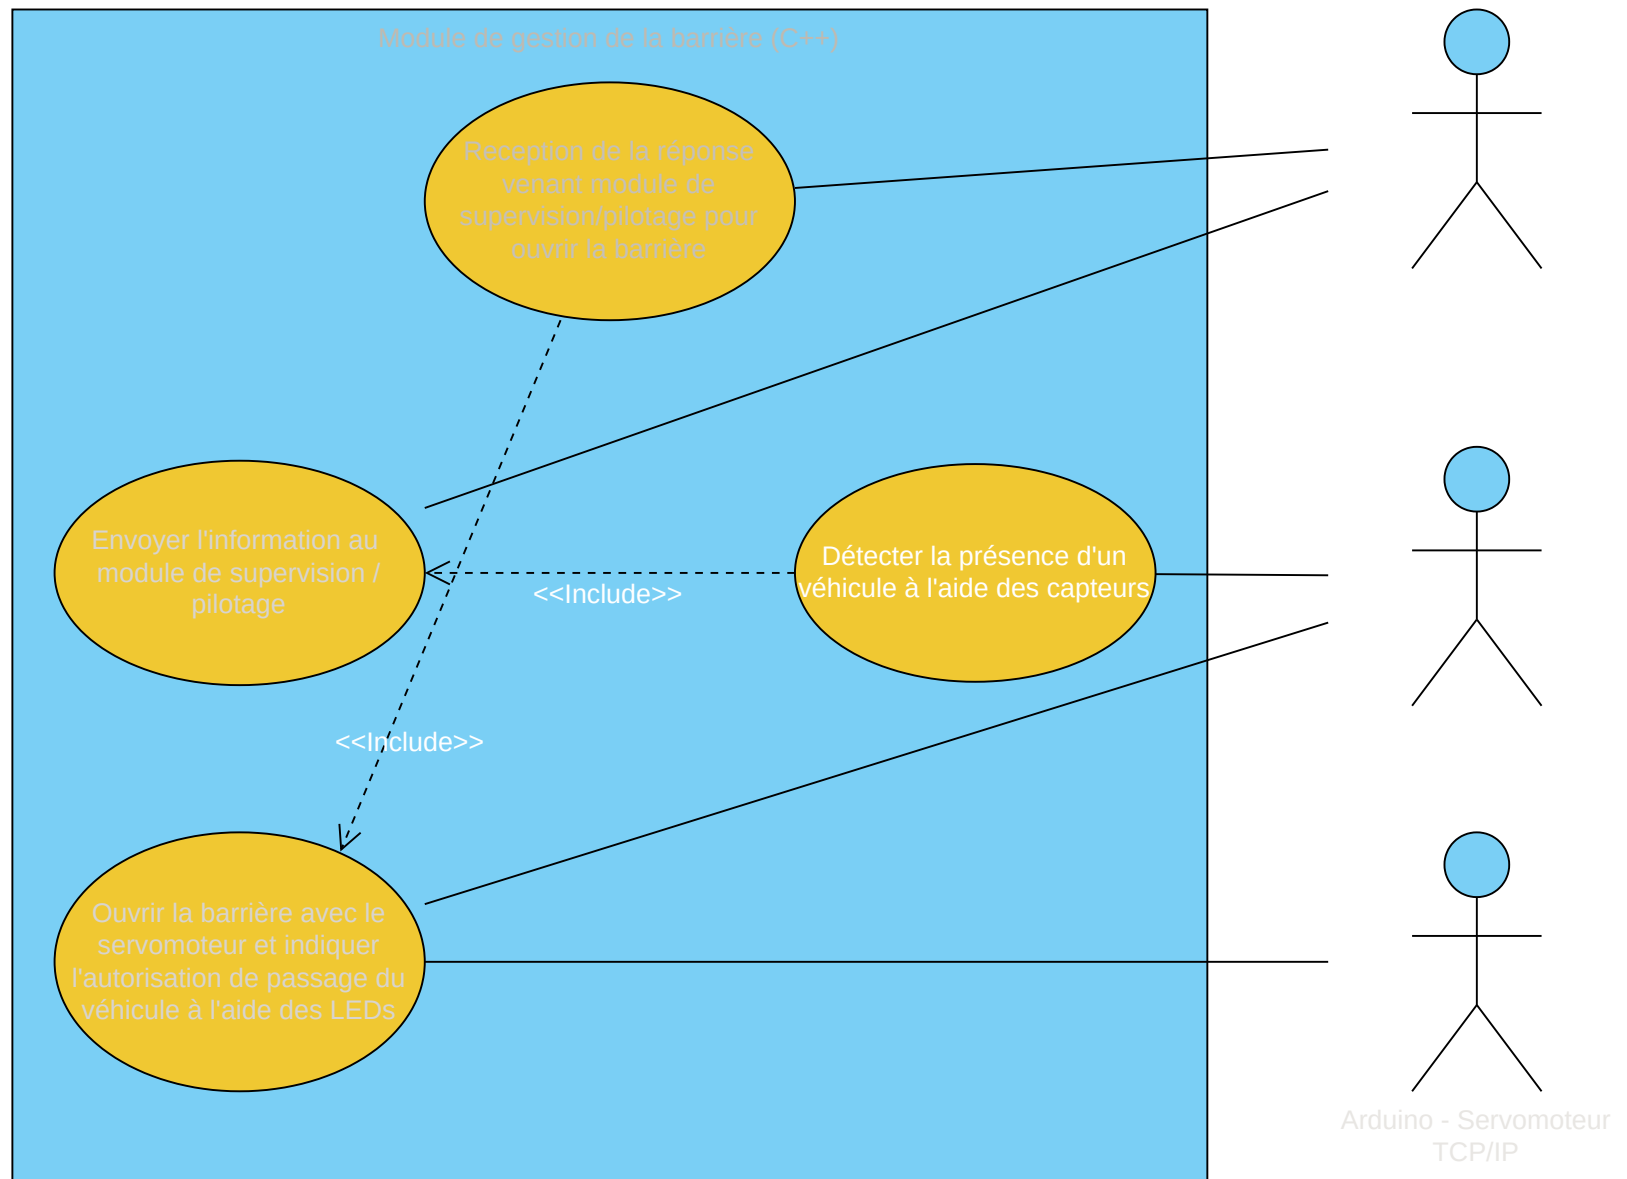 Module de gestion de la barrière (C++)
Reception de la réponse
venant module de
supervision/pilotage pour
ouvrir la barrière
Envoyer l'information au
module de supervision /
pilotage
<<Include>>
Détecter la présence d'un
véhicule à l'aide des capteurs
<<Include>>
Ouvrir la barrière avec le
servomoteur et indiquer
l'autorisation de passage du
véhicule à l'aide des LEDs
Arduino - Servomoteur
TCP/IP